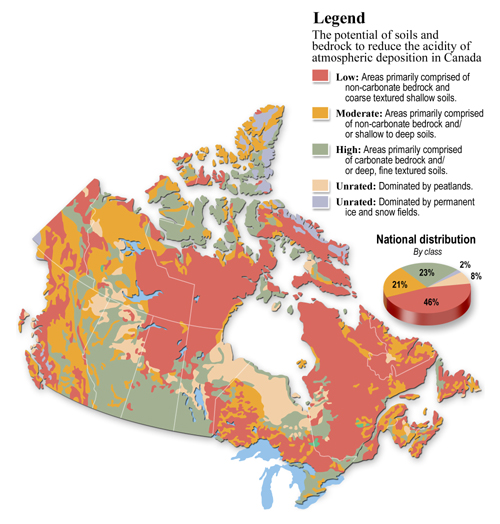 Legend
The potential of soils and
bedrock to reduce the acidity of
atmospheric deposition in Canada
Low: Areas primarily comprised of
non-carbonate bedrock and
coarse textured shallow soils.
Moderate: Areas primarily comprised
of non-carbonate bedrock and/
or shallow to deep soils.
High: Areas primarily comprised
of carbonate bedrock and/
or deep, fine textured soils.
Unrated: Dominated by peatlands.
Unrated: Dominated by permanent
ice and snow fields.
National distribution
By class
2%
23%
8%
21%
46%